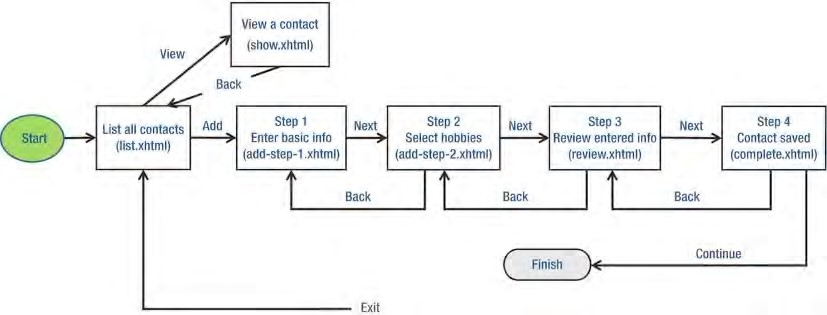 View a contact
(show.xhtml)
View
Back
Start
List all contacts
(list.xhtml)
Add
Step 1
Enter basic info
(add-step-1.xhtml)
Next
Step 2
Select hobbies
(add-step-2.xhtml)
Next
Step 3
Review entered info
(review.xhtml)
Next
Step 4
Contact saved
(complete.xhtml)
Back
Back
Back
Continue
Finish
Exit